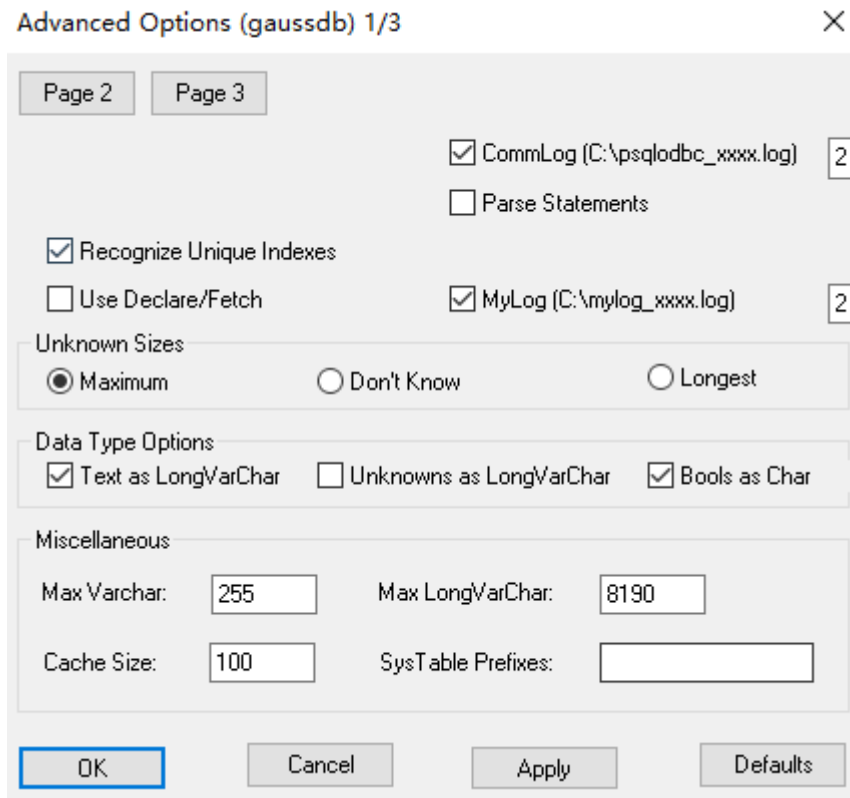 Advanced Options (gaussdb) 1/3
Page 2 Page 3
CommLog (C:\psqlodbc_xxxx.log) 2
Parse Statements
Recognize Unique Indexes
Use Declare/Fetch MyLog (C:\mylog_xxxx.log) 2
Unknown Sizes
Maximum Don't Know Longest
Data Type Options
Text as LongVarChar Unknowns as LongVarChar Bools as Char
Miscellaneous
Max Varchar: 255 Max LongVarChar: 8190
Cache Size: 100 SysTable Prefixes:
OK Cancel Apply Defaults